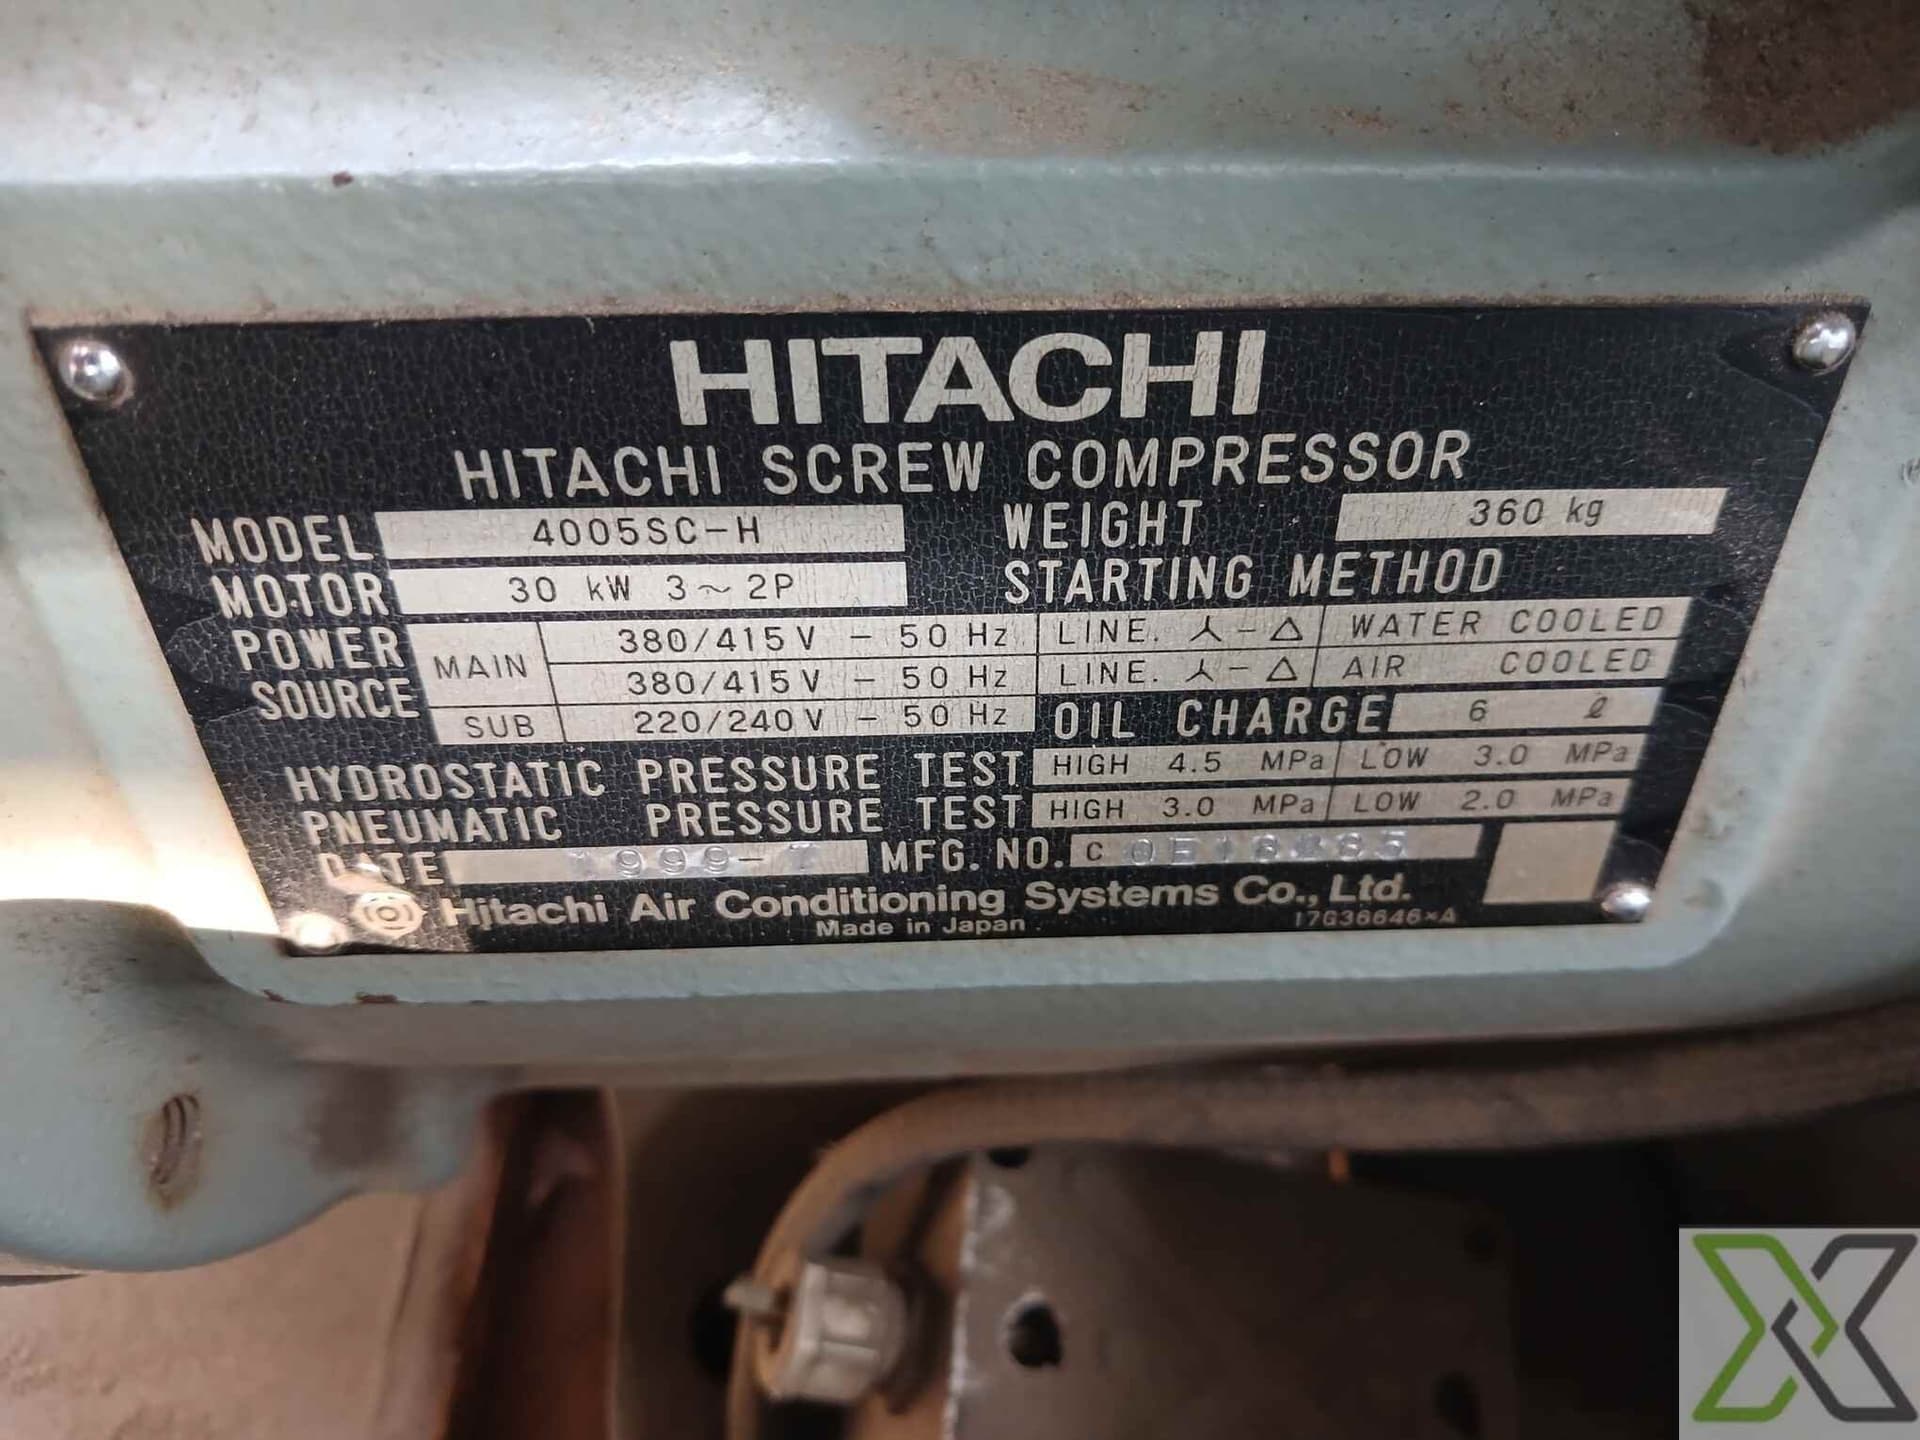 HITACHI
HITACHI SCREW COMPRESSOR
MODEL 4005SC-H WEIGHT 360 kg
MOTOR 30 kW 3~2P STARTING METHOD
POWER SOURCE MAIN 380/415V - 50 Hz LINE. 人-△ WATER COOLED
380/415V - 50 Hz LINE. 人-△ AIR COOLED
SUB 220/240V - 50 Hz OIL CHARGE 6 ℓ
HYDROSTATIC PRESSURE TEST HIGH 4.5 MPa LOW 3.0 MPa
PNEUMATIC PRESSURE TEST HIGH 3.0 MPa LOW 2.0 MPa
DATE 1999-7 MFG. NO. C
Hitachi Air Conditioning Systems Co., Ltd.
Made in Japan 17G36646×A